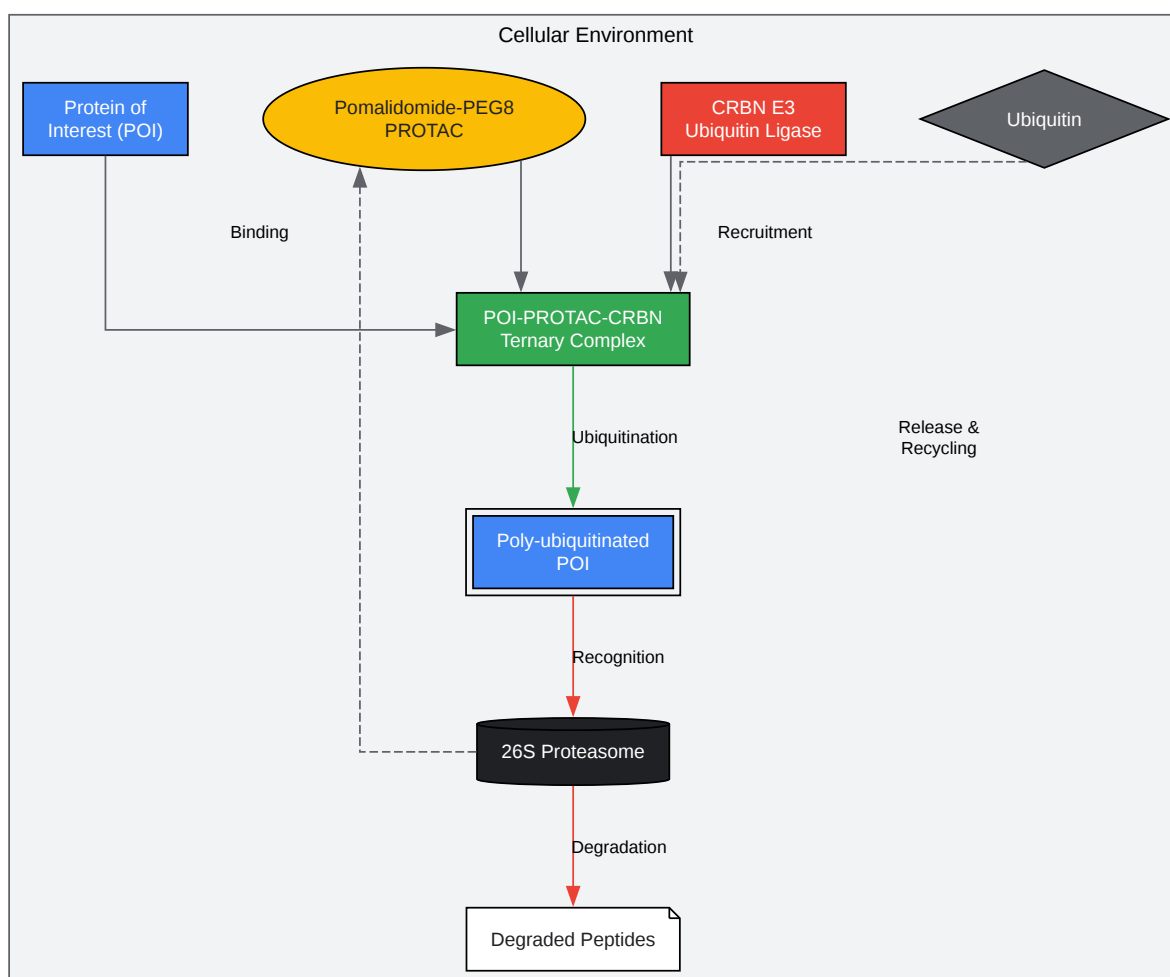 Cellular Environment
Protein of
Interest (POI)
Pomalidomide-PEG8
PROTAC
CRBN E3
Ubiquitin Ligase
Ubiquitin
Binding
Recruitment
POI-PROTAC-CRBN
Ternary Complex
Ubiquitination
Release &
Recycling
Poly-ubiquitinated
POI
Recognition
26S Proteasome
Degradation
Degraded Peptides